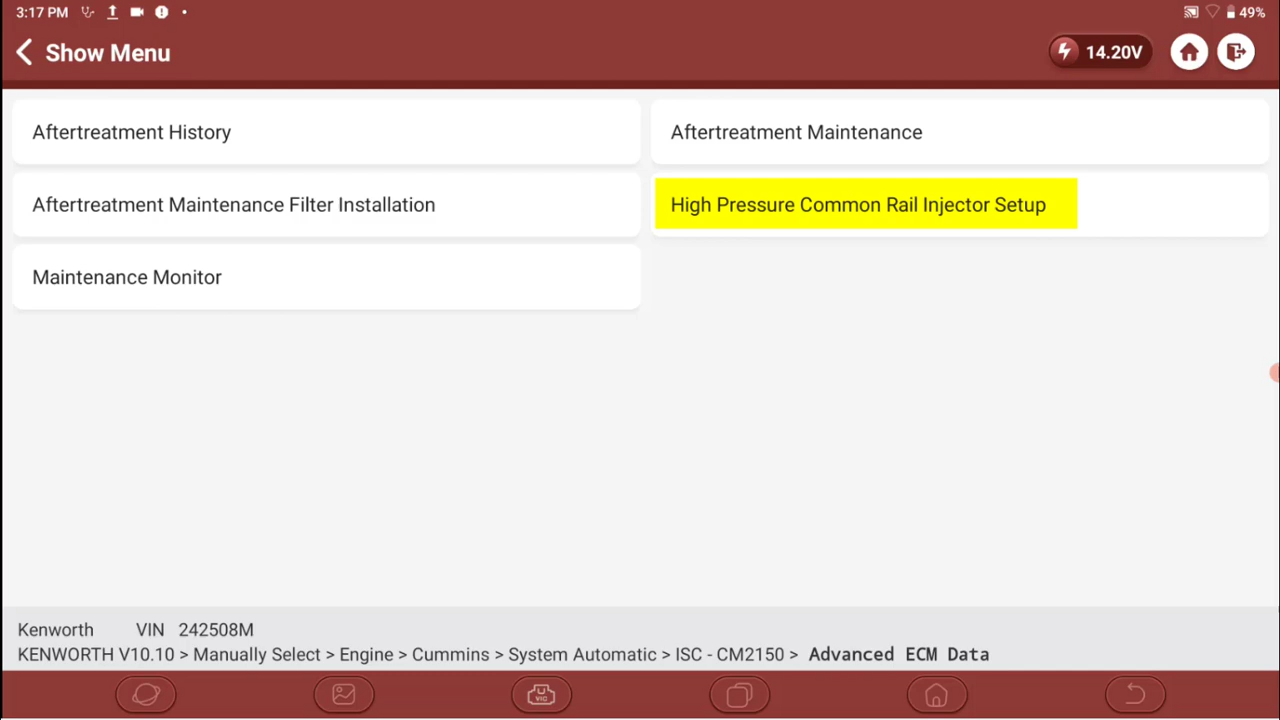 3:17 PM
49%
Show Menu
14.20V
Aftertreatment History
Aftertreatment Maintenance
Aftertreatment Maintenance Filter Installation
High Pressure Common Rail Injector Setup
Maintenance Monitor
Kenworth VIN 242508M
KENWORTH V10.10 > Manually Select > Engine > Cummins > System Automatic > ISC - CM2150 > Advanced ECM Data
VIC